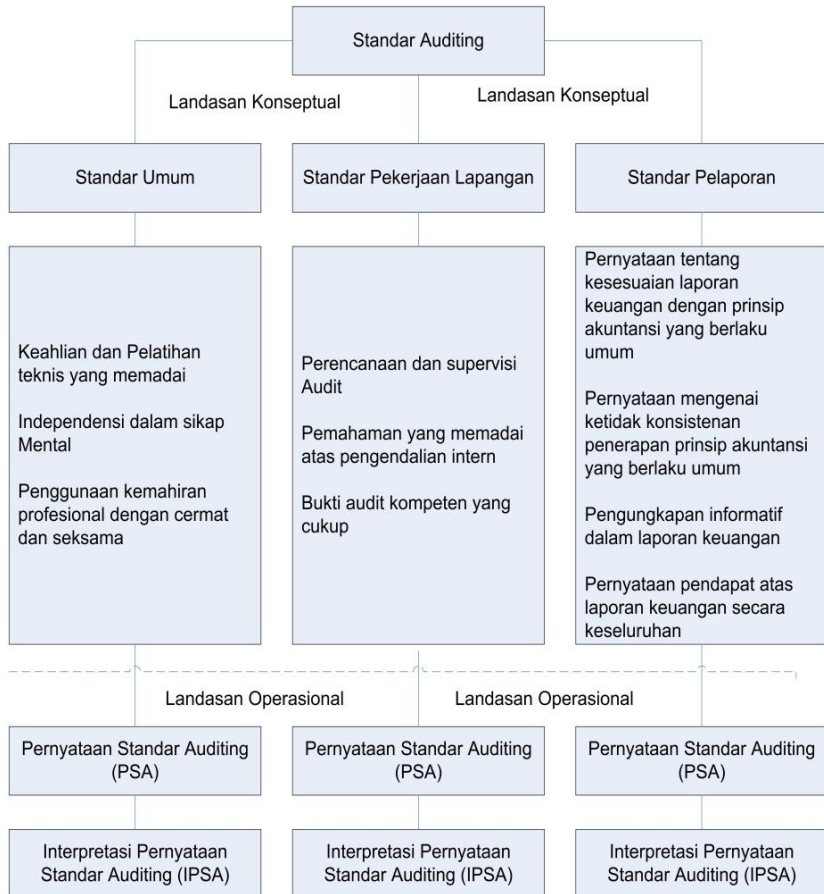 Standar Auditing
Landasan Konseptual
Landasan Konseptual
Standar Umum
Standar Pekerjaan Lapangan
Standar Pelaporan
Keahlian dan Pelatihan
teknis yang memadai
Independensi dalam sikap
Mental
Penggunaan kemahiran
profesional dengan cermat
dan seksama
Perencanaan dan supervisi
Audit
Pemahaman yang memadai
atas pengendalian intern
Bukti audit kompeten yang
cukup
Pernyataan tentang
kesesuaian laporan
keuangan dengan prinsip
akuntansi yang berlaku
umum
Pernyataan mengenai
ketidak konsistenan
penerapan prinsip akuntansi
yang berlaku umum
Pengungkapan informatif
dalam laporan keuangan
Pernyataan pendapat atas
laporan keuangan secara
keseluruhan
Landasan Operasional
Landasan Operasional
Pernyataan Standar Auditing
(PSA)
Pernyataan Standar Auditing
(PSA)
Pernyataan Standar Auditing
(PSA)
Interpretasi Pernyataan
Standar Auditing (IPSA)
Interpretasi Pernyataan
Standar Auditing (IPSA)
Interpretasi Pernyataan
Standar Auditing (IPSA)